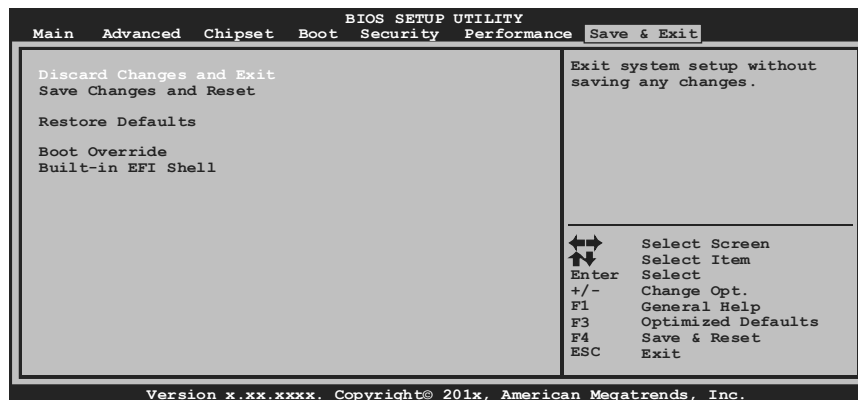 BIOS SETUP UTILITY
Main Advanced Chipset Boot Security Performance Save & Exit
Discard Changes and Exit
Save Changes and Reset
Restore Defaults
Boot Override
Built-in EFI Shell
Exit system setup without
saving any changes.
Select Screen
Select Item
Enter Select
+/- Change Opt.
F1 General Help
F3 Optimized Defaults
F4 Save & Reset
ESC Exit
Version x.xx.xxxx. Copyright© 201x, American Megatrends, Inc.